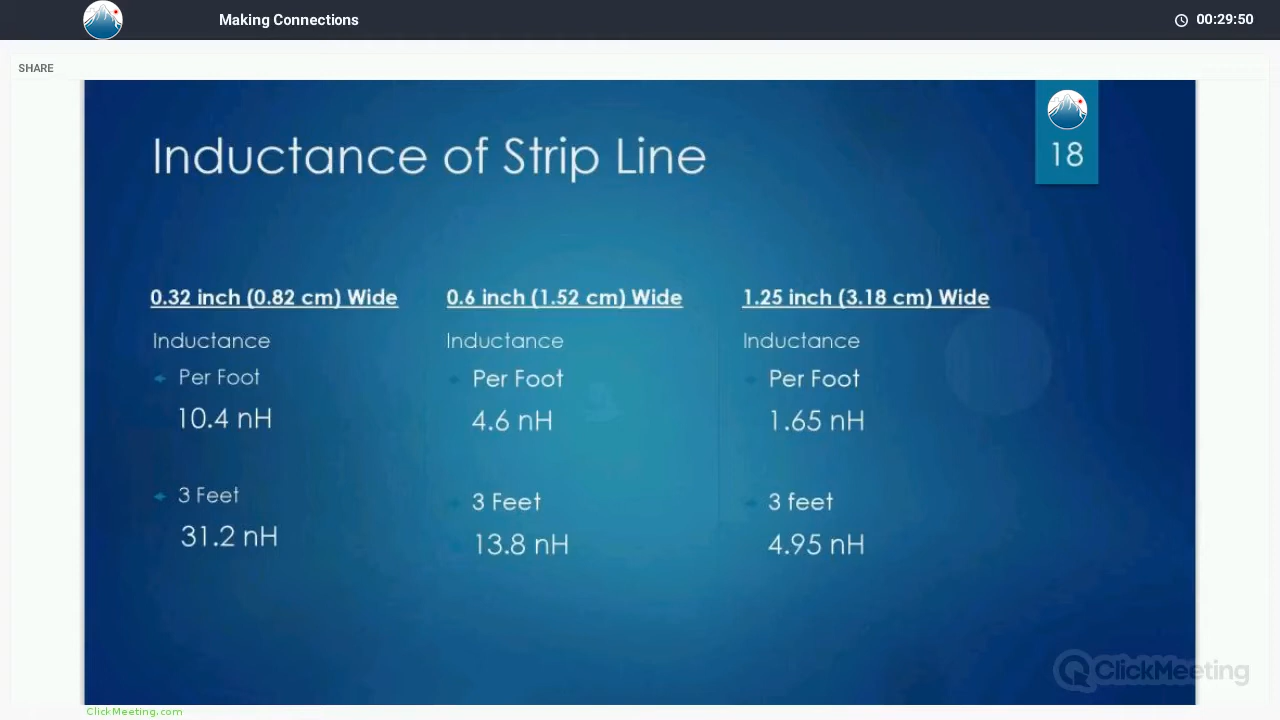 Making Connections
00:29:50
SHARE
18
Inductance of Strip Line
0.32 inch (0.82 cm) Wide
Inductance
Per Foot
10.4 nH
3 Feet
31.2 nH
0.6 inch (1.52 cm) Wide
Inductance
Per Foot
4.6 nH
3 Feet
13.8 nH
1.25 inch (3.18 cm) Wide
Inductance
Per Foot
1.65 nH
3 feet
4.95 nH
ClickMeeting
ClickMeeting.com